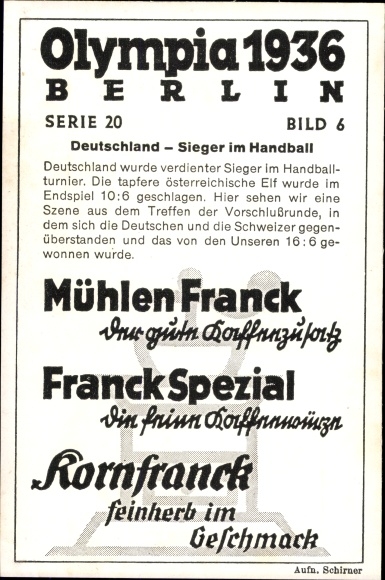 Olympia 1936
BERLIN
SERIE 20 BILD 6
Deutschland – Sieger im Handball
Deutschland wurde verdienter Sieger im Handball-
turnier. Die tapfere österreichische Elf wurde im
Endspiel 10:6 geschlagen. Hier sehen wir eine
Szene aus dem Treffen der Vorschlußrunde, in
dem sich die Deutschen und die Schweizer gegen-
überstanden und das von den Unseren 16:6 ge-
wonnen wurde.
Mühlen Franck
der gute Kaffeezusatz
Franck Spezial
die feine Kaffeewürze
Kornfranck
feinherb im
Geschmack
Aufn. Schirner